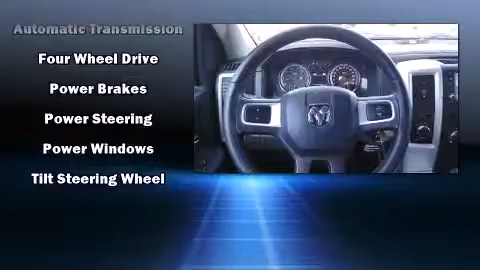 Automatic Transmission
Four Wheel Drive
Power Brakes
Power Steering
Power Windows
Tilt Steering Wheel